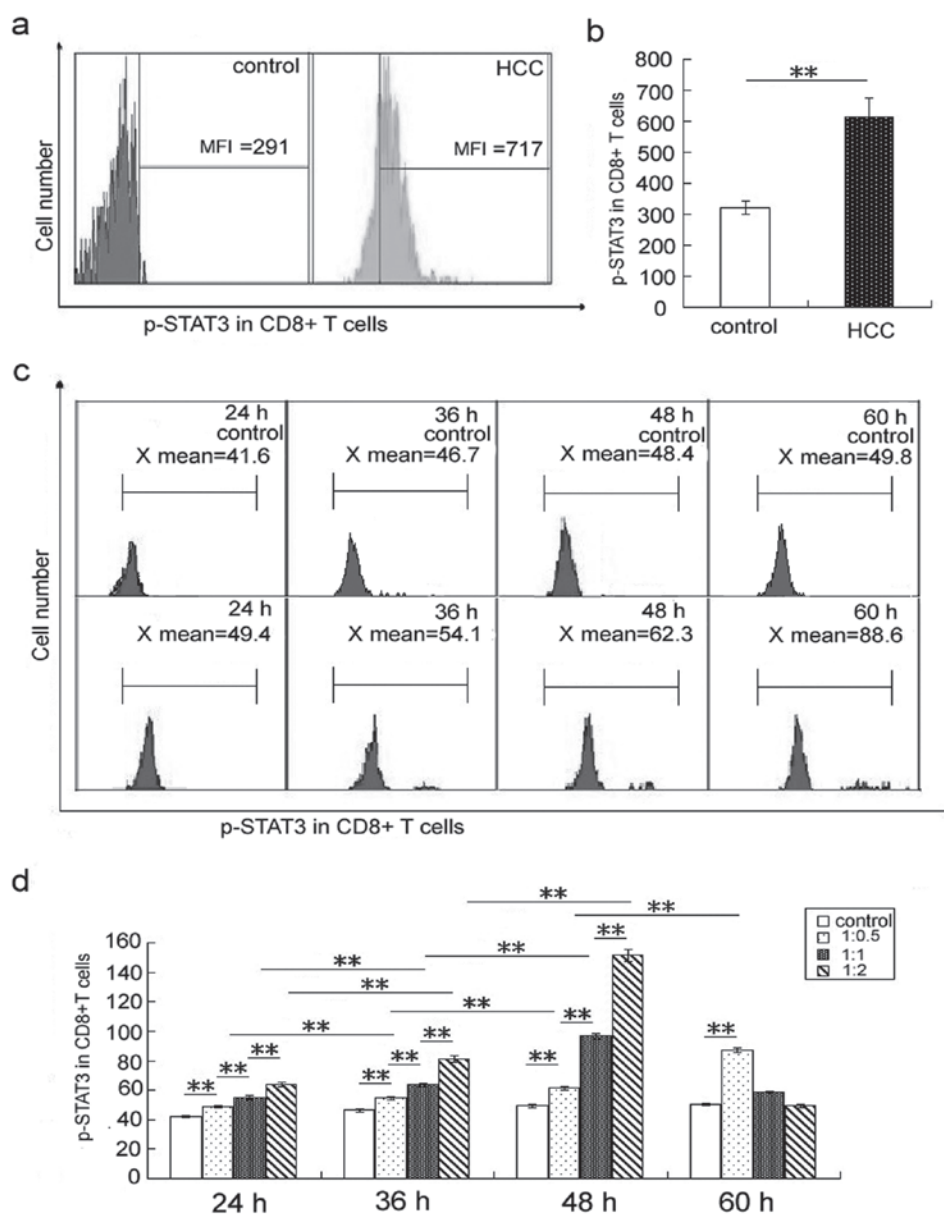 a
control
HCC
MFI =291
MFI =717
Cell number
p-STAT3 in CD8+ T cells
b
**
800
700
600
500
400
300
200
100
0
p-STAT3 in CD8+ T cells
control
HCC
c
24 h
control
X mean=41.6
36 h
control
X mean=46.7
48 h
control
X mean=48.4
60 h
control
X mean=49.8
24 h
X mean=49.4
36 h
X mean=54.1
48 h
X mean=62.3
60 h
X mean=88.6
Cell number
p-STAT3 in CD8+ T cells
d
**
**
**
**
**
**
**
**
** ** **
** ** **
** **
**
control
1:0.5
1:1
1:2
160
140
120
100
80
60
40
20
0
p-STAT3 in CD8+T cells
24 h
36 h
48 h
60 h